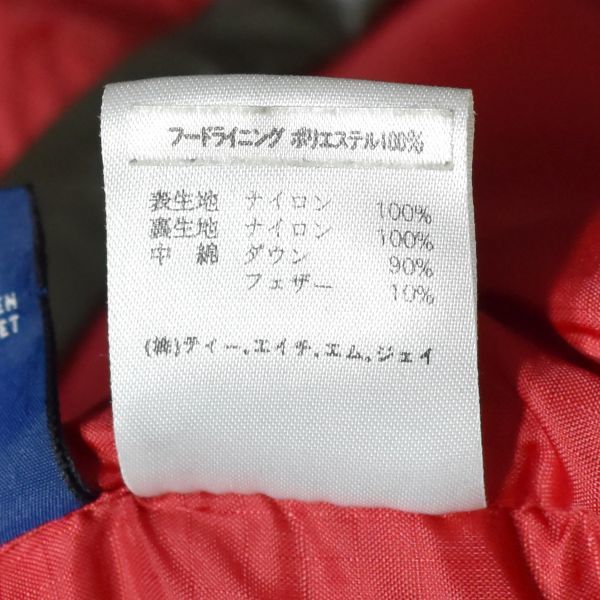 フードライニング ポリエステル100%
表生地 ナイロン 100%
裏生地 ナイロン 100%
中 綿 ダウン 90%
フェザー 10%
(株)ティー.エイチ.エム.ジェイ